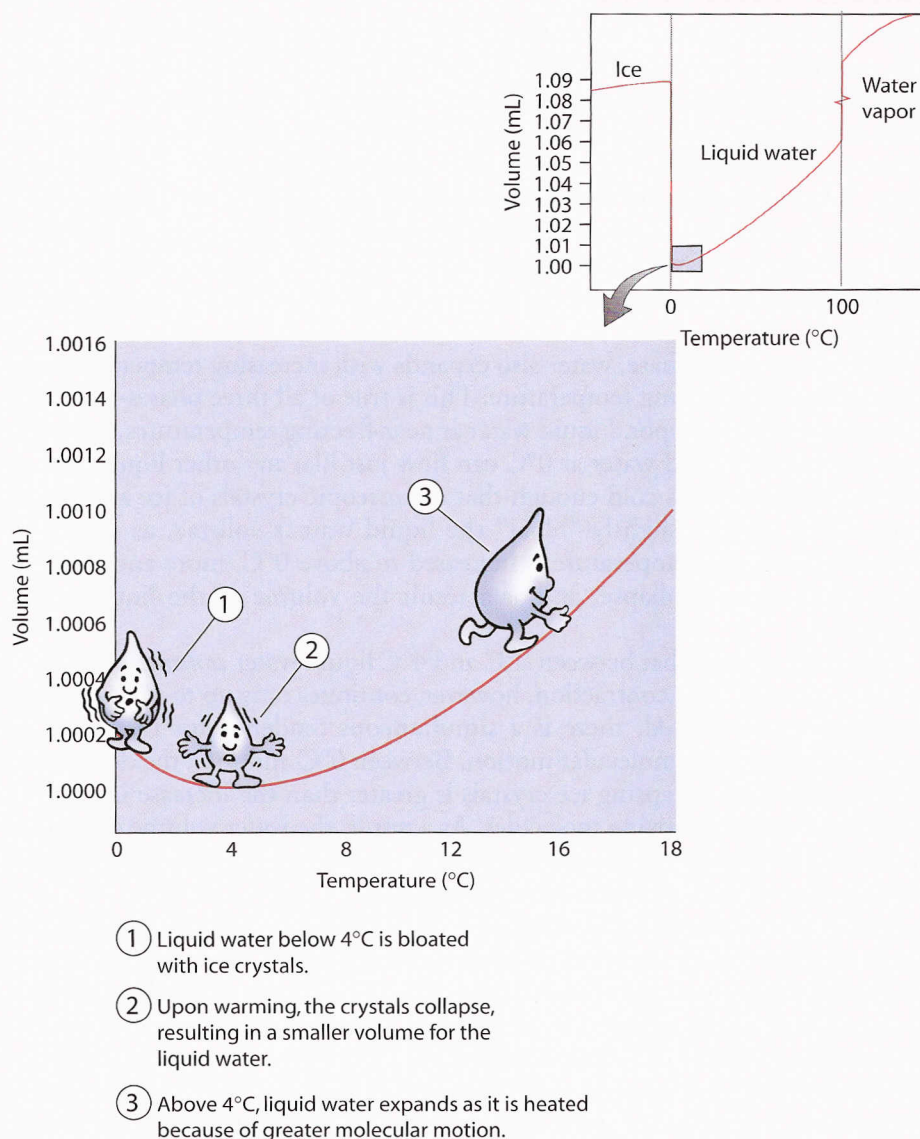 Ice
Water
vapor
Liquid water
Volume (mL)
1.09
1.08
1.07
1.06
1.05
1.04
1.03
1.02
1.01
1.00
0
100
Temperature (°C)
Volume (mL)
1.0016
1.0014
1.0012
1.0010
1.0008
1.0006
1.0004
1.0002
1.0000
1
2
3
0
4
8
12
16
18
Temperature (°C)
1 Liquid water below 4°C is bloated
with ice crystals.
2 Upon warming, the crystals collapse,
resulting in a smaller volume for the
liquid water.
3 Above 4°C, liquid water expands as it is heated
because of greater molecular motion.